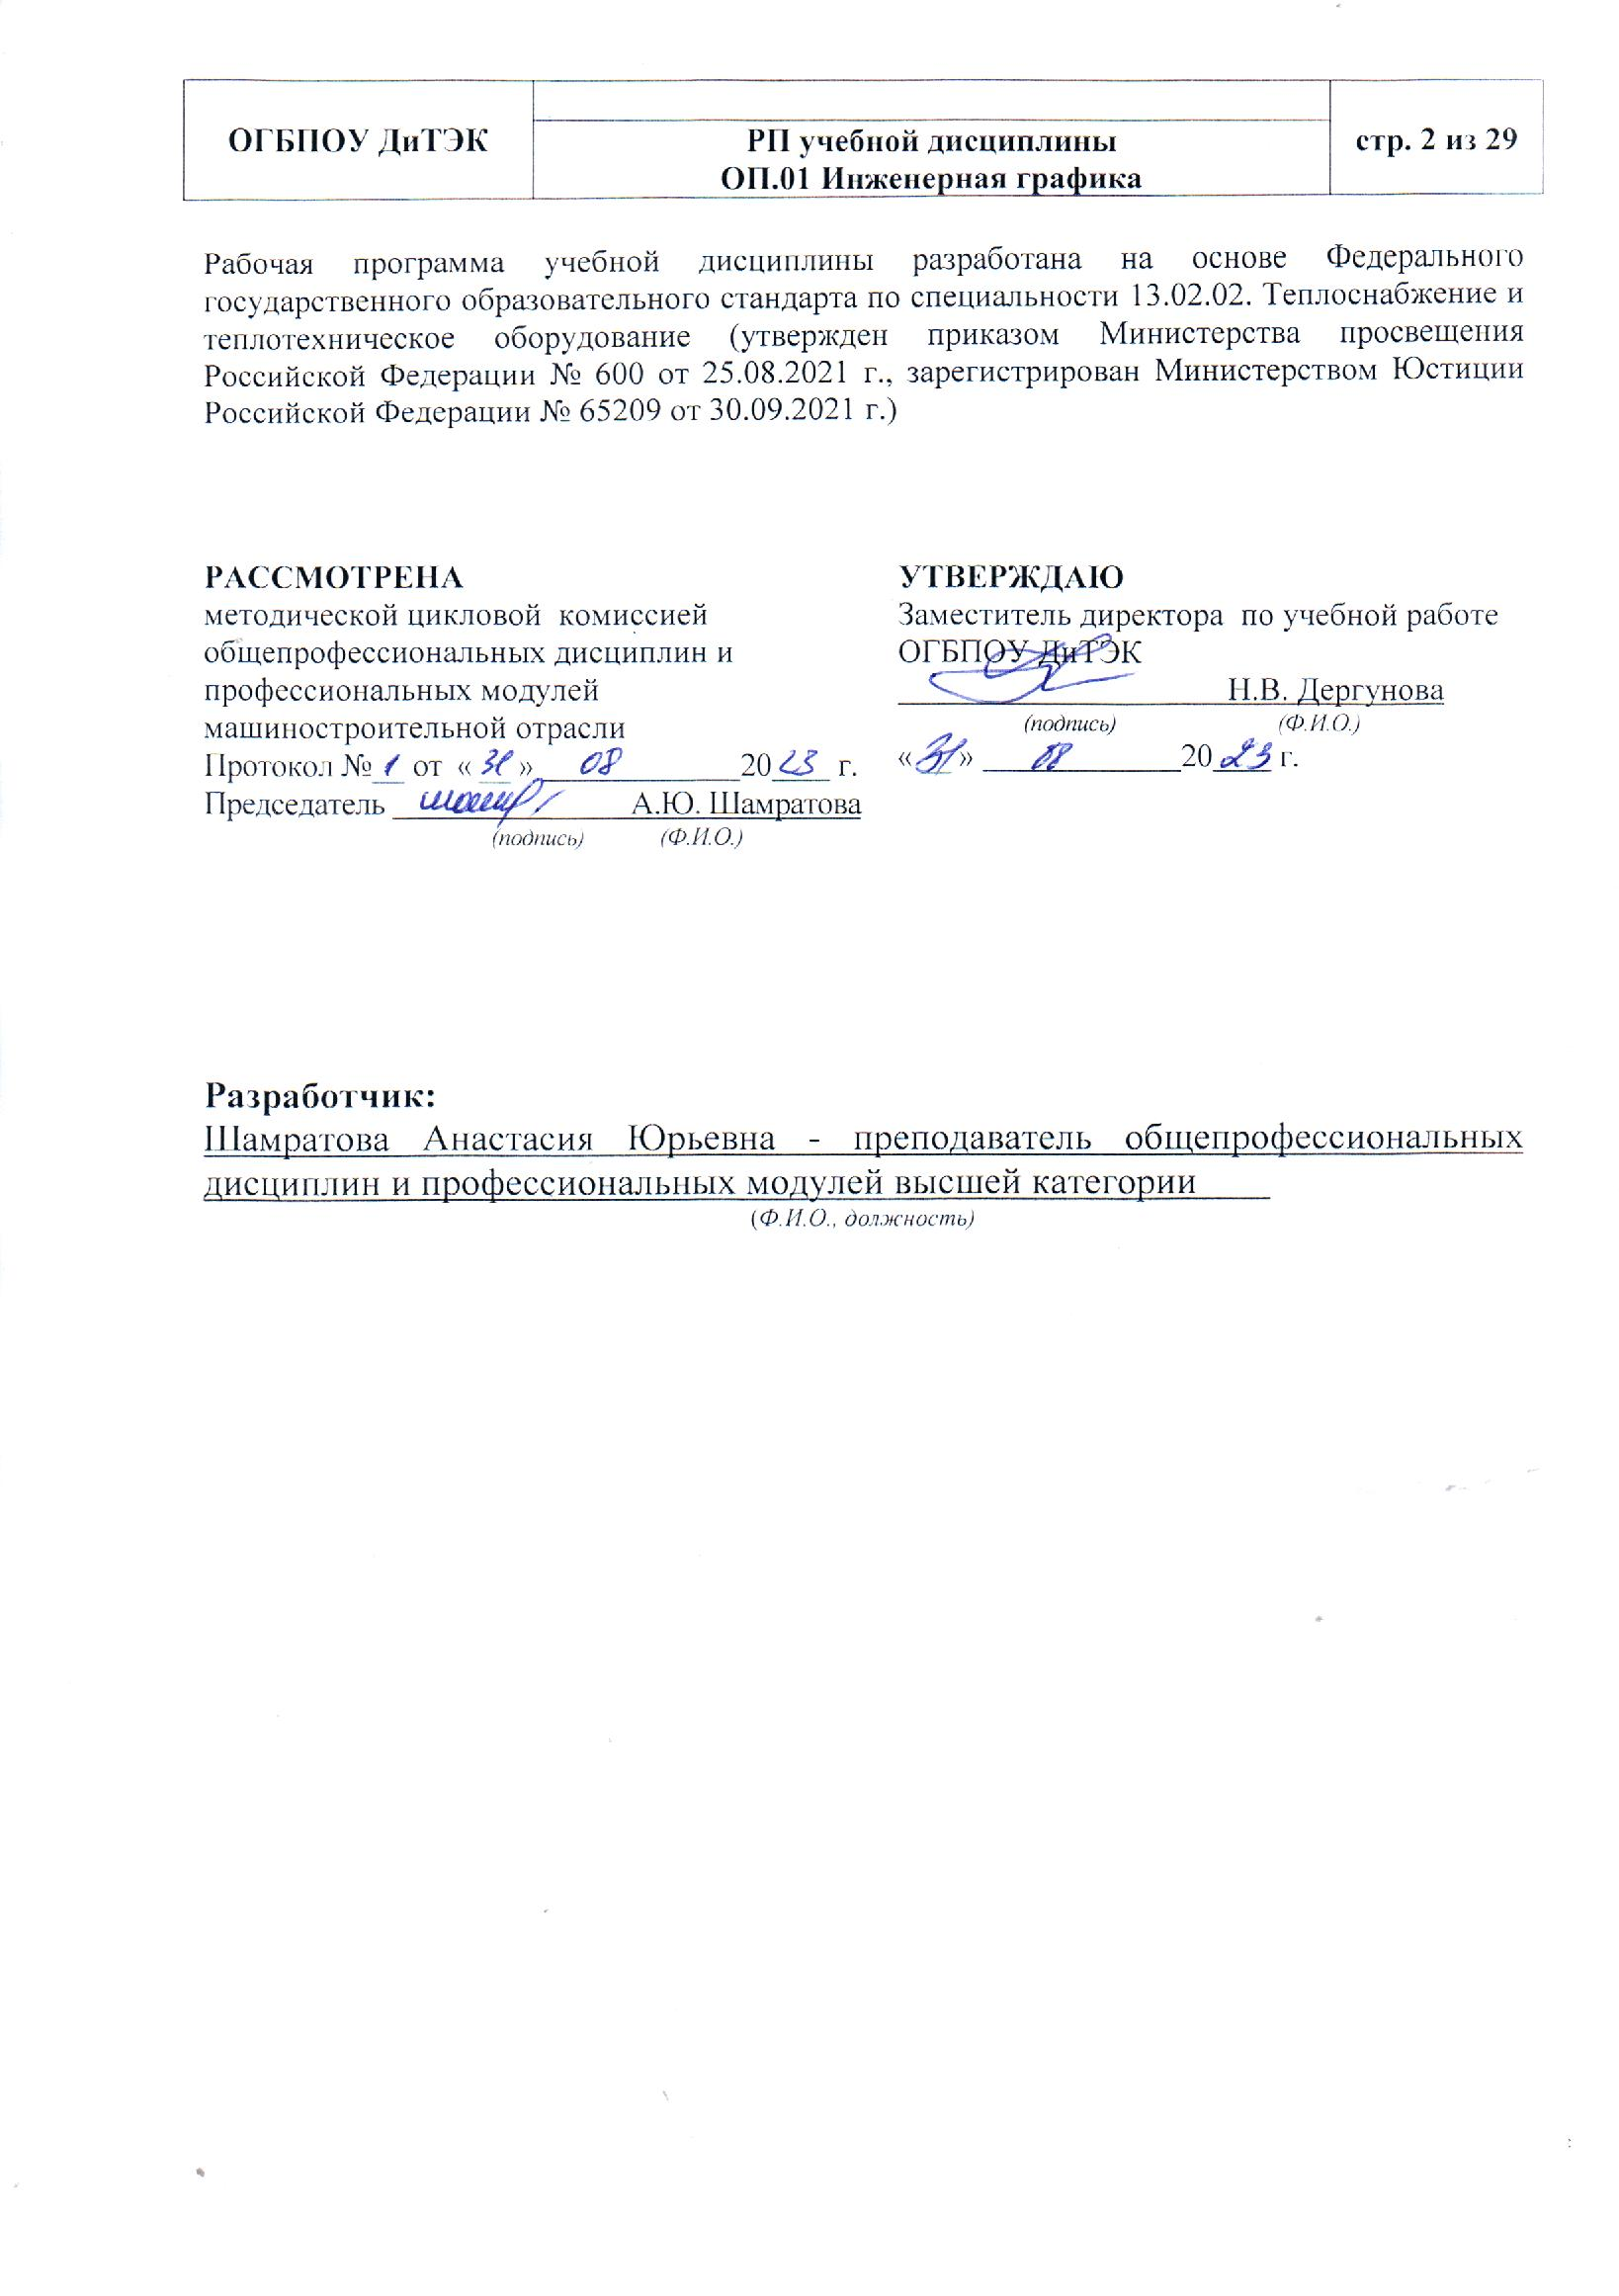 ОГБПОУ ДиТЭК
РП учебной дисциплины
ОП.01 Инженерная графика
стр. 2 из 29
Рабочая программа учебной дисциплины разработана на основе Федерального
государственного образовательного стандарта по специальности 13.02.02. Теплоснабжение и
теплотехническое оборудование (утвержден приказом Министерства просвещения
Российской Федерации № 600 от 25.08.2021 г., зарегистрирован Министерством Юстиции
Российской Федерации № 65209 от 30.09.2021 г.)
РАССМОТРЕНА
методической цикловой комиссией
общепрофессиональных дисциплин и
профессиональных модулей
машиностроительной отрасли
Протокол № 1 от « 31 » 08 2023 г.
Председатель А.Ю. Шамратова
(подпись) (Ф.И.О.)
УТВЕРЖДАЮ
Заместитель директора по учебной работе
ОГБПОУ ДиТЭК
Н.В. Дергунова
(подпись) (Ф.И.О.)
«31» 08 2023 г.
Разработчик:
Шамратова Анастасия Юрьевна - преподаватель общепрофессиональных
дисциплин и профессиональных модулей высшей категории
(Ф.И.О., должность)